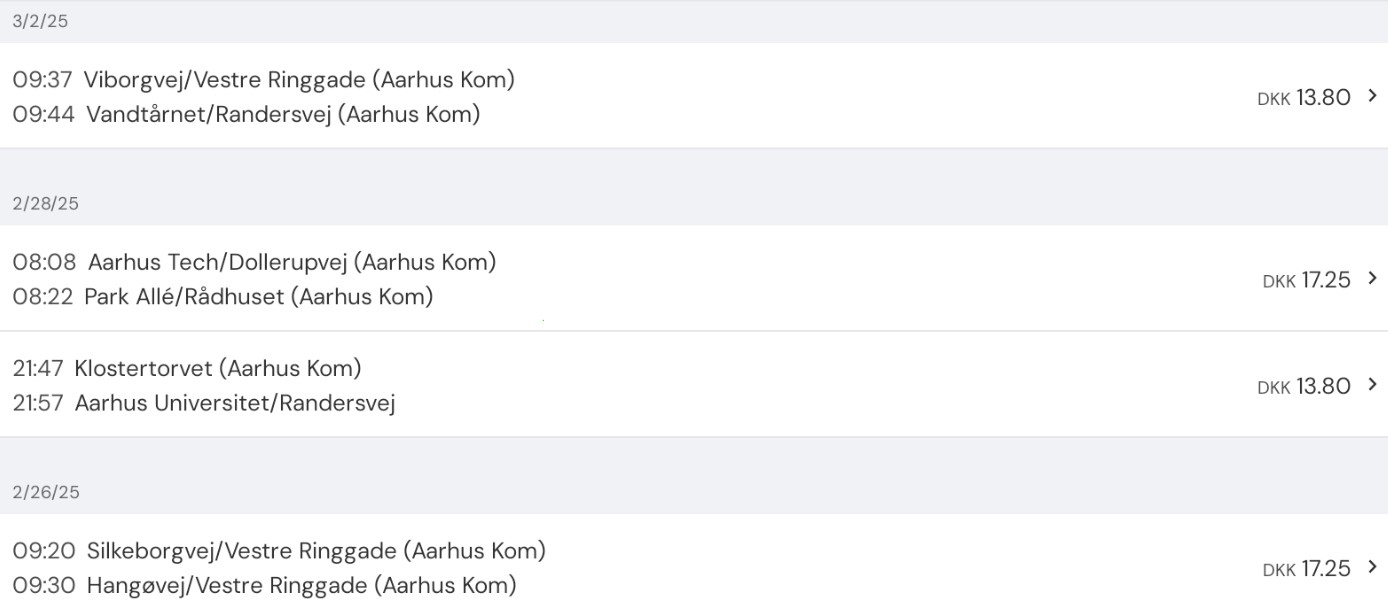 3/2/25
09:37 Viborgvej/Vestre Ringgade (Aarhus Kom)
09:44 Vandtårnet/Randersvej (Aarhus Kom)
DKK 13.80
2/28/25
08:08 Aarhus Tech/Dollerupvej (Aarhus Kom)
08:22 Park Allé/Rådhuset (Aarhus Kom)
DKK 17.25
21:47 Klostertorvet (Aarhus Kom)
21:57 Aarhus Universitet/Randersvej
DKK 13.80
2/26/25
09:20 Silkeborgvej/Vestre Ringgade (Aarhus Kom)
09:30 Hangøvej/Vestre Ringgade (Aarhus Kom)
DKK 17.25